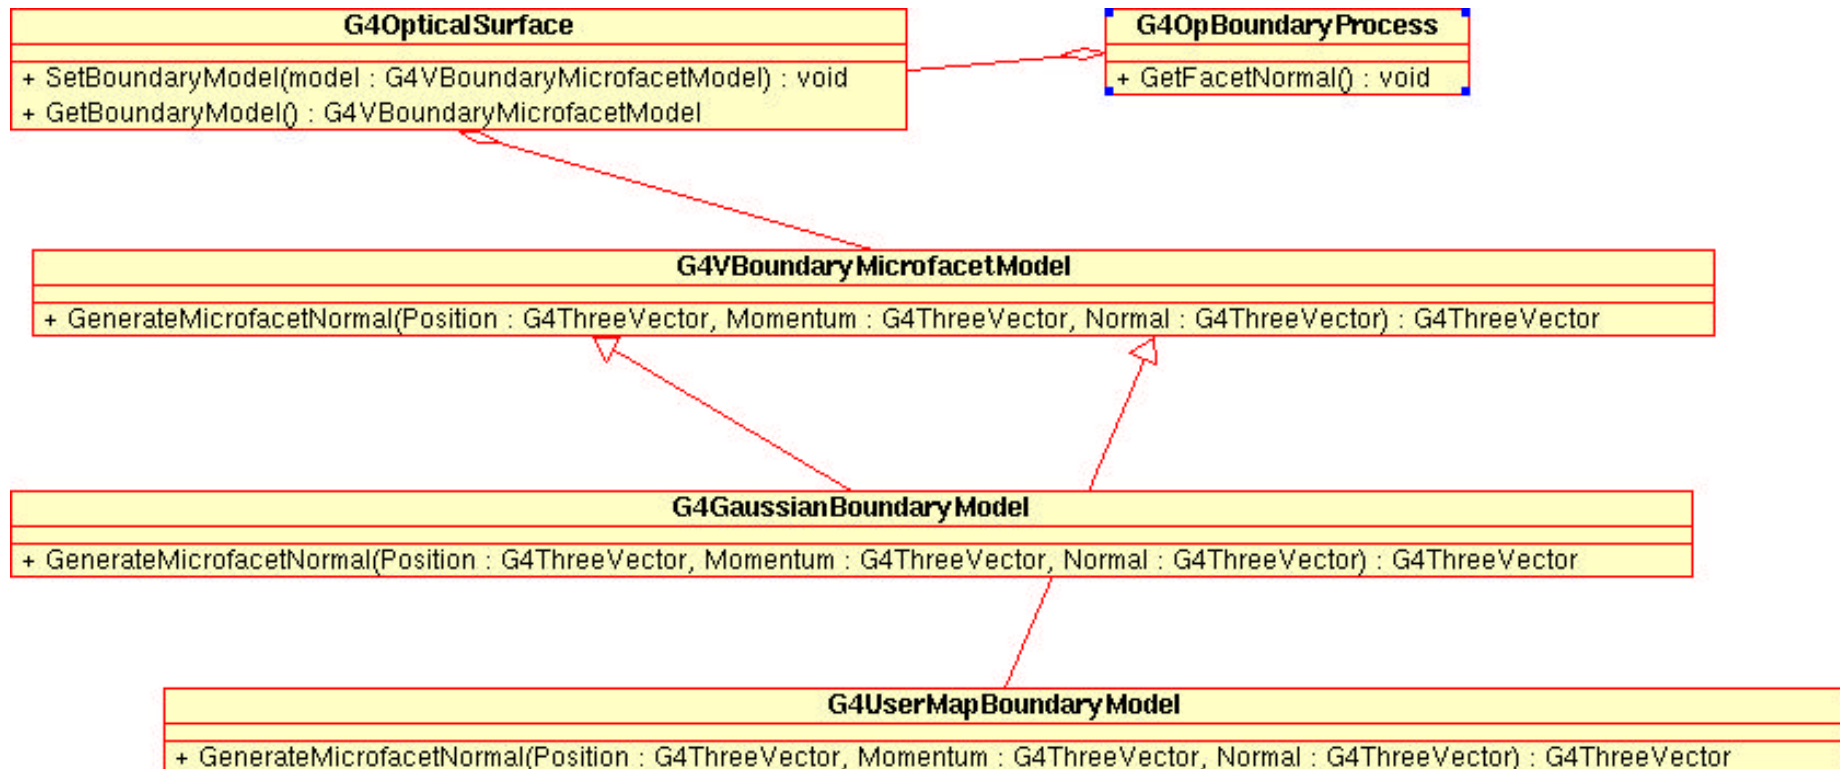 G4OpticalSurface
+ SetBoundaryModel(model : G4VBoundaryMicrofacetModel) : void
+ GetBoundaryModel() : G4VBoundaryMicrofacetModel
G4OpBoundaryProcess
+ GetFacetNormal() : void
G4VBoundaryMicrofacetModel
+ GenerateMicrofacetNormal(Position : G4ThreeVector, Momentum : G4ThreeVector, Normal : G4ThreeVector) : G4ThreeVector
G4GaussianBoundaryModel
+ GenerateMicrofacetNormal(Position : G4ThreeVector, Momentum : G4ThreeVector, Normal : G4ThreeVector) : G4ThreeVector
G4UserMapBoundaryModel
+ GenerateMicrofacetNormal(Position : G4ThreeVector, Momentum : G4ThreeVector, Normal : G4ThreeVector) : G4ThreeVector